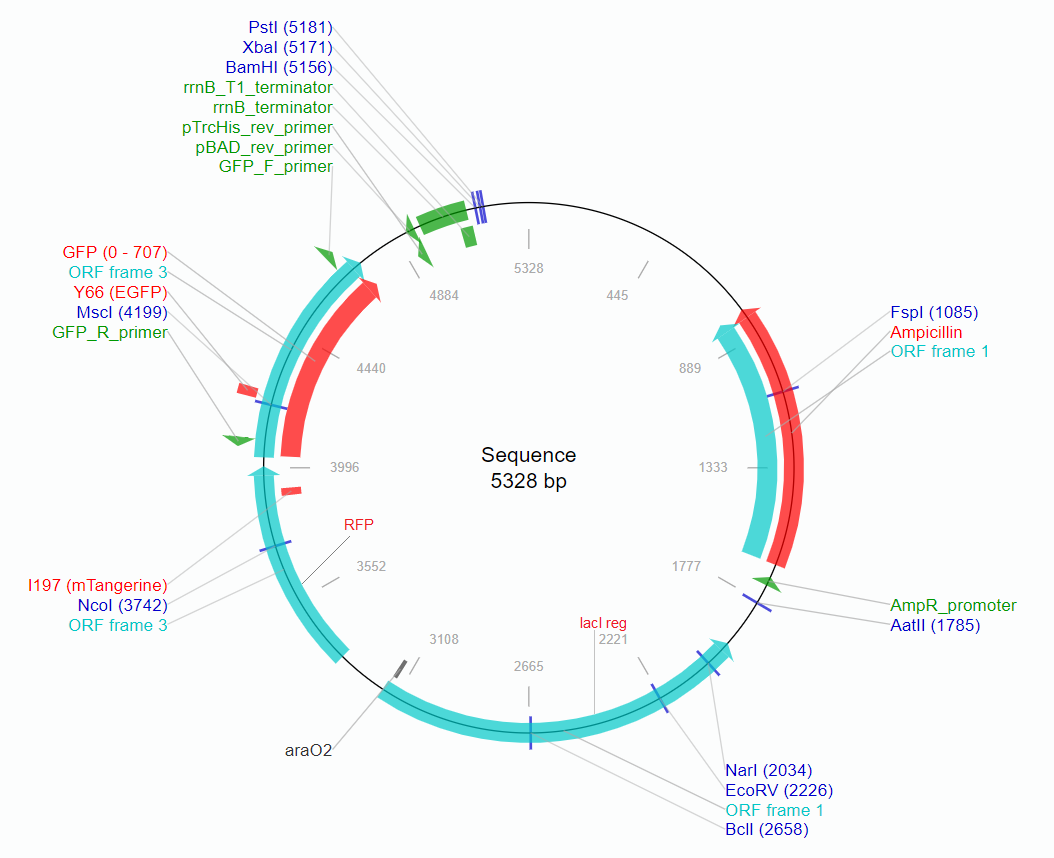 PstI (5181)
XbaI (5171)
BamHI (5156)
rrnB_T1_terminator
rrnB_terminator
pTrcHis_rev_primer
pBAD_rev_primer
GFP_F_primer
GFP (0 - 707)
ORF frame 3
Y66 (EGFP)
MscI (4199)
GFP_R_primer
5328
445
4884
889
4440
FspI (1085)
Ampicillin
ORF frame 1
Sequence
5328 bp
3996
1333
RFP
3552
1777
I197 (mTangerine)
NcoI (3742)
ORF frame 3
AmpR_promoter
AatII (1785)
lacI reg
3108
2221
2665
araO2
NarI (2034)
EcoRV (2226)
ORF frame 1
BclI (2658)